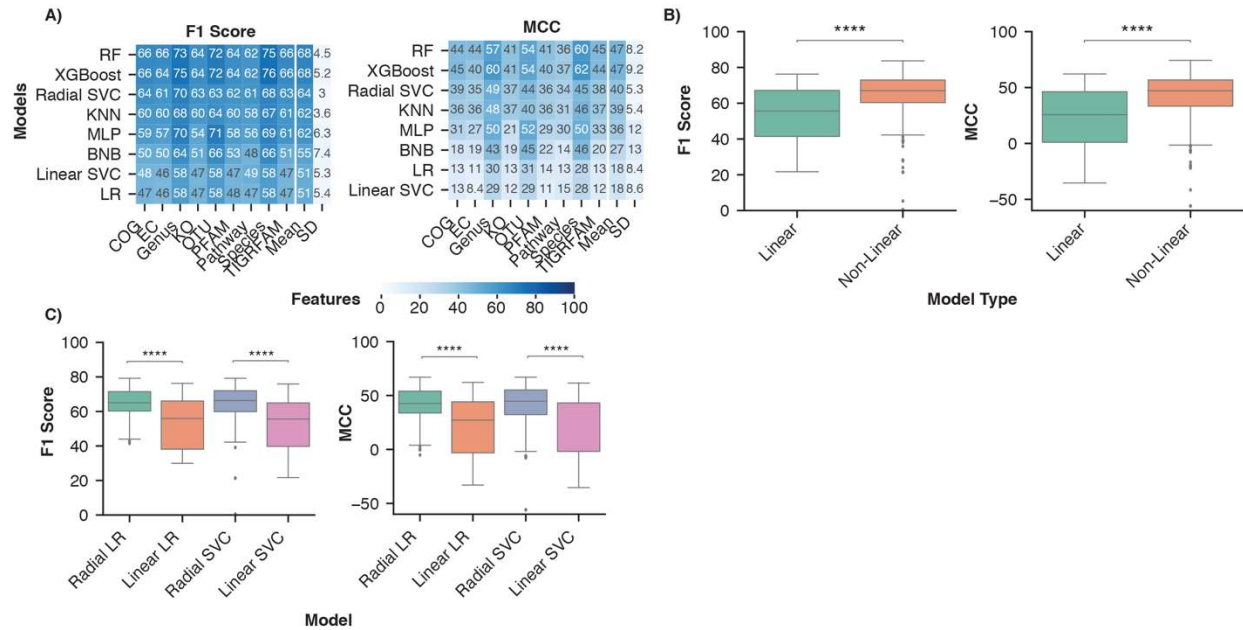 A)
F1 Score
Models
RF 66 66 73 64 72 64 62 75 66 68 4.5
XGBoost 66 64 75 64 72 64 62 76 66 68 5.2
Radial SVC 64 61 70 63 63 62 61 68 63 64 3
KNN 60 60 68 60 64 60 58 67 61 62 3.6
MLP 59 57 70 54 71 58 56 69 61 62 6.3
BNB 50 50 64 51 66 53 48 66 51 55 7.4
Linear SVC 48 46 58 47 58 47 49 58 47 51 5.3
LR 47 46 58 47 58 48 47 58 47 51 5.4
COG EC Genus KO OTU PFAM Pathway Species TIGRFAM Mean SD
MCC
RF 44 44 57 41 54 41 36 60 45 47 8.2
XGBoost 45 40 60 41 54 40 37 62 44 47 9.2
Radial SVC 39 35 49 37 44 36 34 45 38 40 5.3
KNN 36 36 48 37 40 36 31 46 37 39 5.4
MLP 31 27 50 21 52 29 30 50 33 36 12
BNB 18 19 43 19 45 22 14 46 20 27 13
LR 13 11 30 13 31 14 13 28 13 18 8.4
Linear SVC 13 8.4 29 12 29 11 15 28 12 18 8.6
COG EC Genus KO OTU PFAM Pathway Species TIGRFAM Mean SD
Features
0 20 40 60 80 100
B)
F1 Score
100
80
60
40
20
0
****
Linear Non-Linear
MCC
100
50
0
−50
****
Linear Non-Linear
Model Type
C)
F1 Score
100
80
60
40
20
0
**** ****
Radial LR Linear LR Radial SVC Linear SVC
MCC
100
50
0
−50
**** ****
Radial LR Linear LR Radial SVC Linear SVC
Model